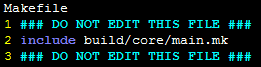 Makefile
1 ### DO NOT EDIT THIS FILE ###
2 include build/core/main.mk
3 ### DO NOT EDIT THIS FILE ###